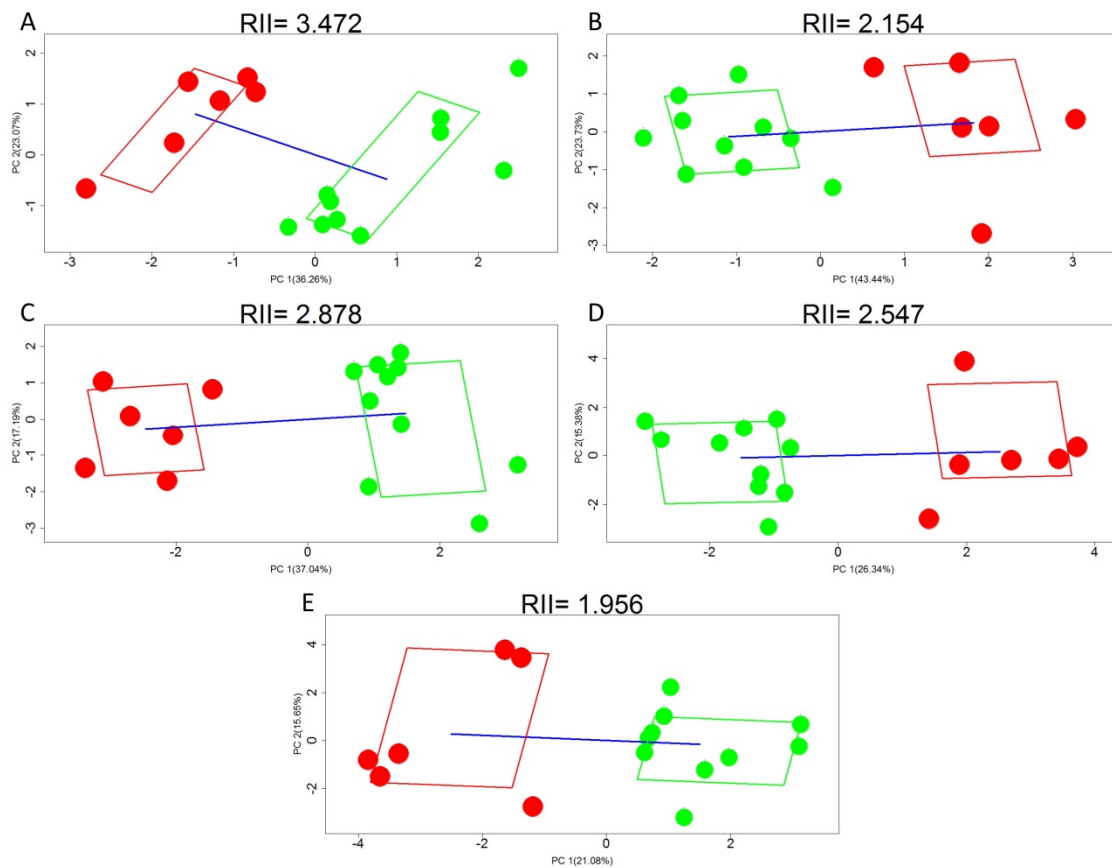 A
RII= 3.472
PC 2(23.07%)
2
1
0
-1
-3
-2
-1
0
1
2
PC 1(36.26%)
B
RII= 2.154
PC 2(23.73%)
2
1
0
-1
-2
-3
-2
-1
0
1
2
3
PC 1(43.44%)
C
RII= 2.878
PC 2(17.19%)
2
1
0
-1
-2
-3
-2
0
2
PC 1(37.04%)
D
RII= 2.547
PC 2(15.38%)
4
2
0
-2
-2
0
2
4
PC 1(26.34%)
E
RII= 1.956
PC 2(15.65%)
4
2
0
-2
-4
-2
0
2
PC 1(21.08%)